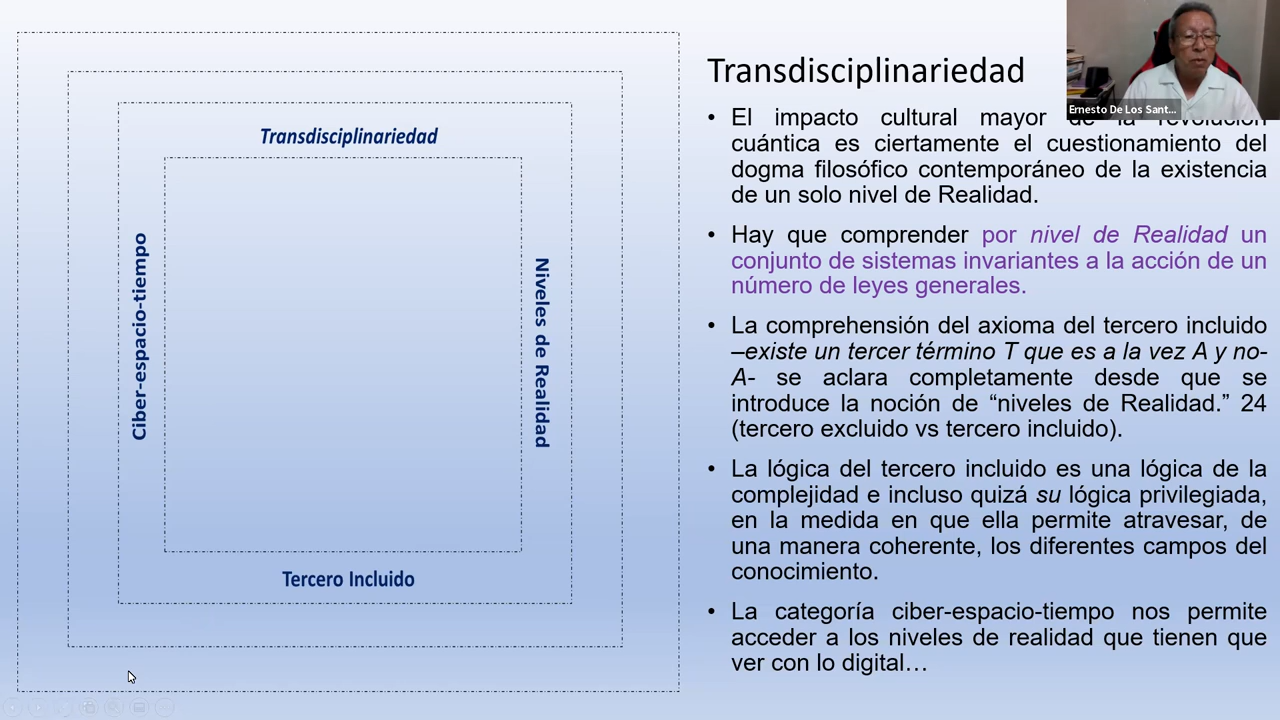 Transdisciplinariedad
Ciber-espacio-tiempo
Niveles de Realidad
Tercero Incluido
Transdisciplinariedad
Ernesto De Los Sant...
• El impacto cultural mayor de la revolución
cuántica es ciertamente el cuestionamiento del
dogma filosófico contemporáneo de la existencia
de un solo nivel de Realidad.
• Hay que comprender por nivel de Realidad un
conjunto de sistemas invariantes a la acción de un
número de leyes generales.
• La comprehensión del axioma del tercero incluido
–existe un tercer término T que es a la vez A y no-
A- se aclara completamente desde que se
introduce la noción de “niveles de Realidad.” 24
(tercero excluido vs tercero incluido).
• La lógica del tercero incluido es una lógica de la
complejidad e incluso quizá su lógica privilegiada,
en la medida en que ella permite atravesar, de
una manera coherente, los diferentes campos del
conocimiento.
• La categoría ciber-espacio-tiempo nos permite
acceder a los niveles de realidad que tienen que
ver con lo digital…